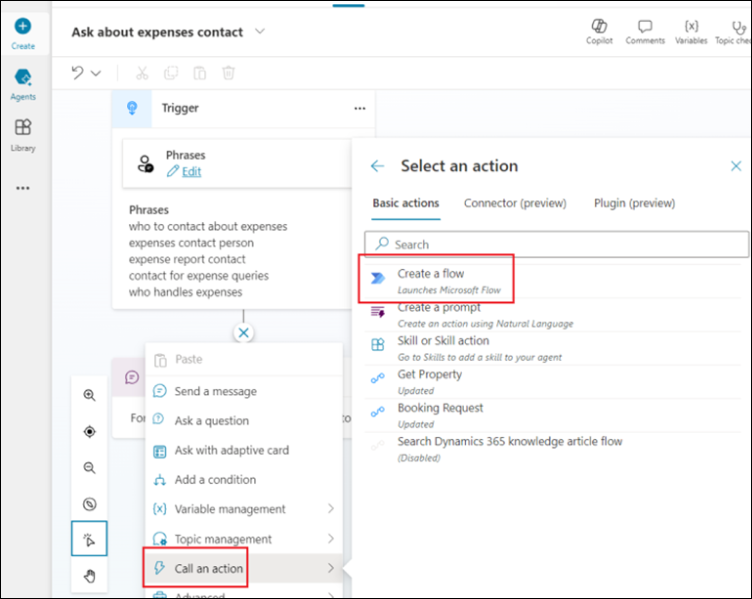 Ask about expenses contact
Copilot
Comments
{x}
Variables
Topic chec
Create
Agents
Library
Trigger
Phrases
Edit
Phrases
who to contact about expenses
expenses contact person
expense report contact
contact for expense queries
who handles expenses
Paste
Send a message
For
to
Ask a question
Ask with adaptive card
Add a condition
{x} Variable management
Topic management
Call an action
Advanced
Select an action
Basic actions Connector (preview) Plugin (preview)
Search
Create a flow
Launches Microsoft Flow
Create a prompt
Create an action using Natural Language
Skill or Skill action
Go to Skills to add a skill to your agent
Get Property
Updated
Booking Request
Updated
Search Dynamics 365 knowledge article flow
(Disabled)